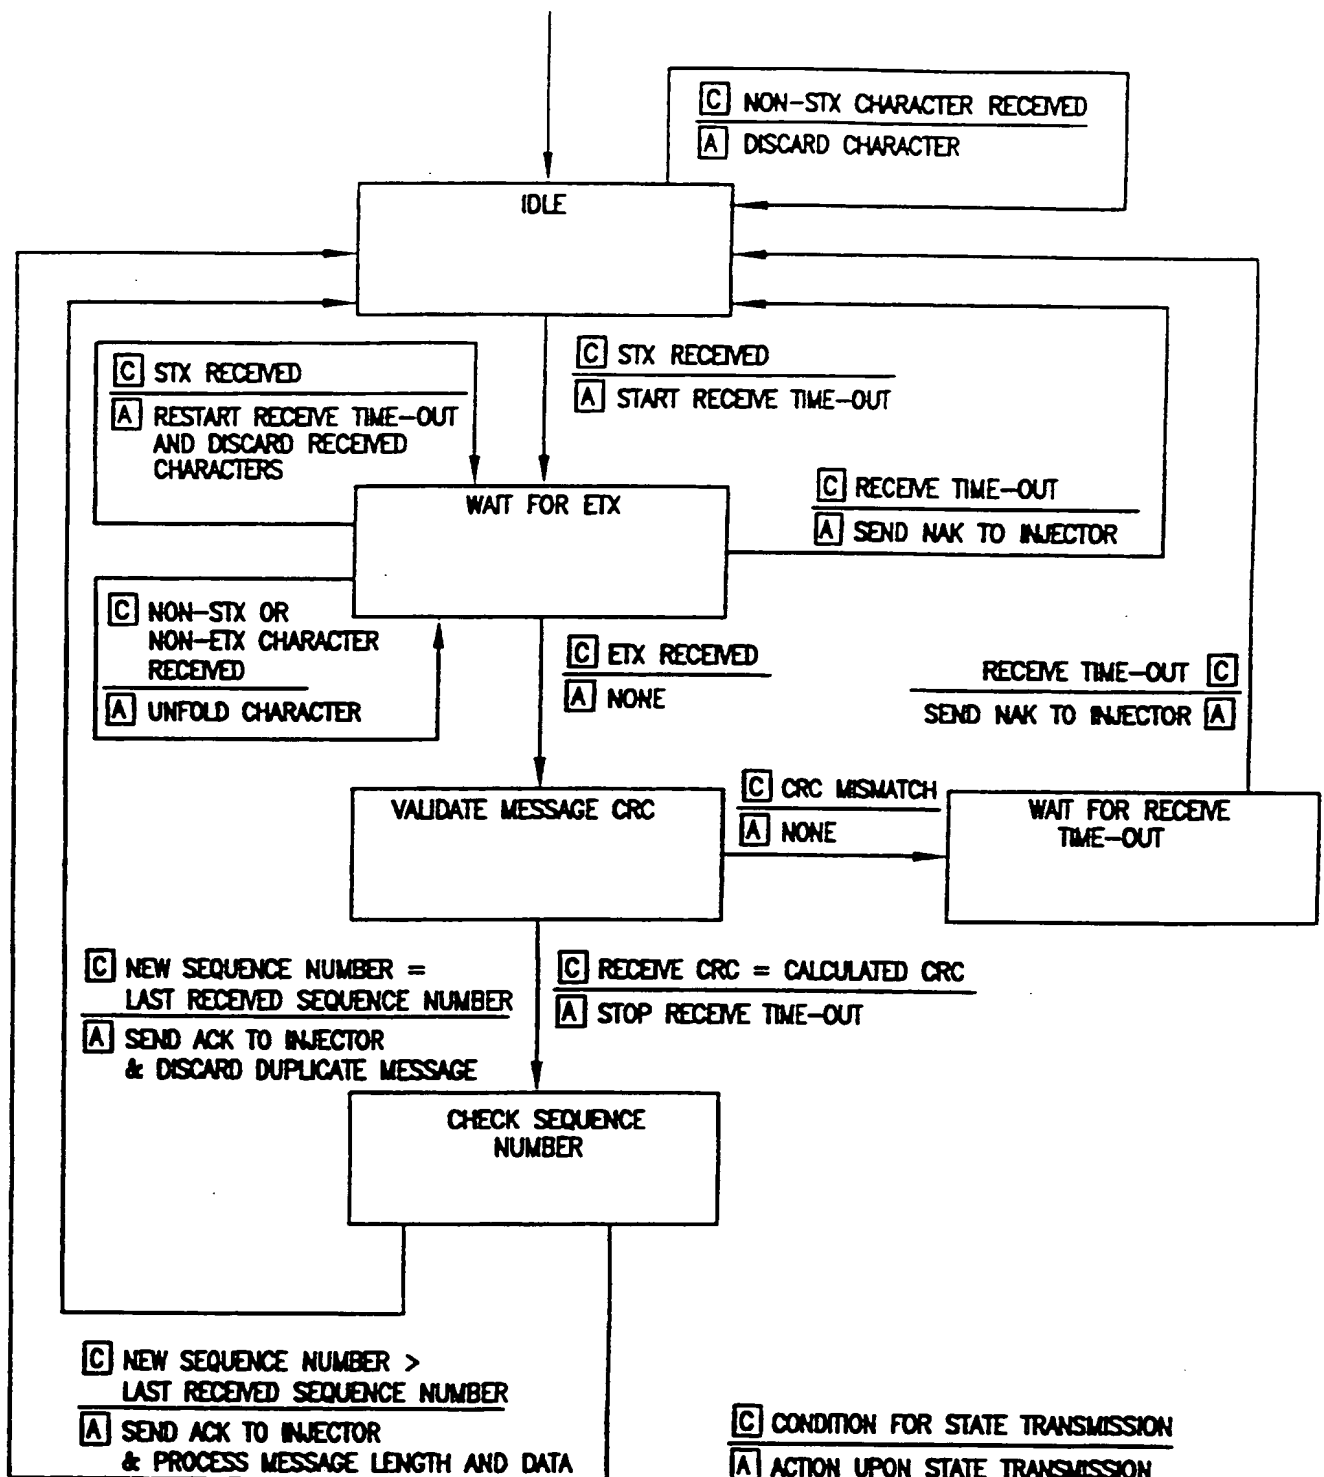 C NON-STX CHARACTER RECEIVED
A DISCARD CHARACTER
IDLE
C STX RECEIVED
A RESTART RECEIVE TIME-OUT
AND DISCARD RECEIVED
CHARACTERS
C STX RECEIVED
A START RECEIVE TIME-OUT
WAIT FOR ETX
C RECEIVE TIME-OUT
A SEND NAK TO INJECTOR
C NON-STX OR
NON-ETX CHARACTER
RECEIVED
A UNFOLD CHARACTER
C ETX RECEIVED
A NONE
RECEIVE TIME-OUT C
SEND NAK TO INJECTOR A
VALIDATE MESSAGE CRC
C CRC MISMATCH
A NONE
WAIT FOR RECEIVE
TIME-OUT
C NEW SEQUENCE NUMBER =
LAST RECEIVED SEQUENCE NUMBER
A SEND ACK TO INJECTOR
& DISCARD DUPLICATE MESSAGE
C RECEIVE CRC = CALCULATED CRC
A STOP RECEIVE TIME-OUT
CHECK SEQUENCE
NUMBER
C NEW SEQUENCE NUMBER >
LAST RECEIVED SEQUENCE NUMBER
A SEND ACK TO INJECTOR
& PROCESS MESSAGE LENGTH AND DATA
C CONDITION FOR STATE TRANSMISSION
A ACTION UPON STATE TRANSMISSION